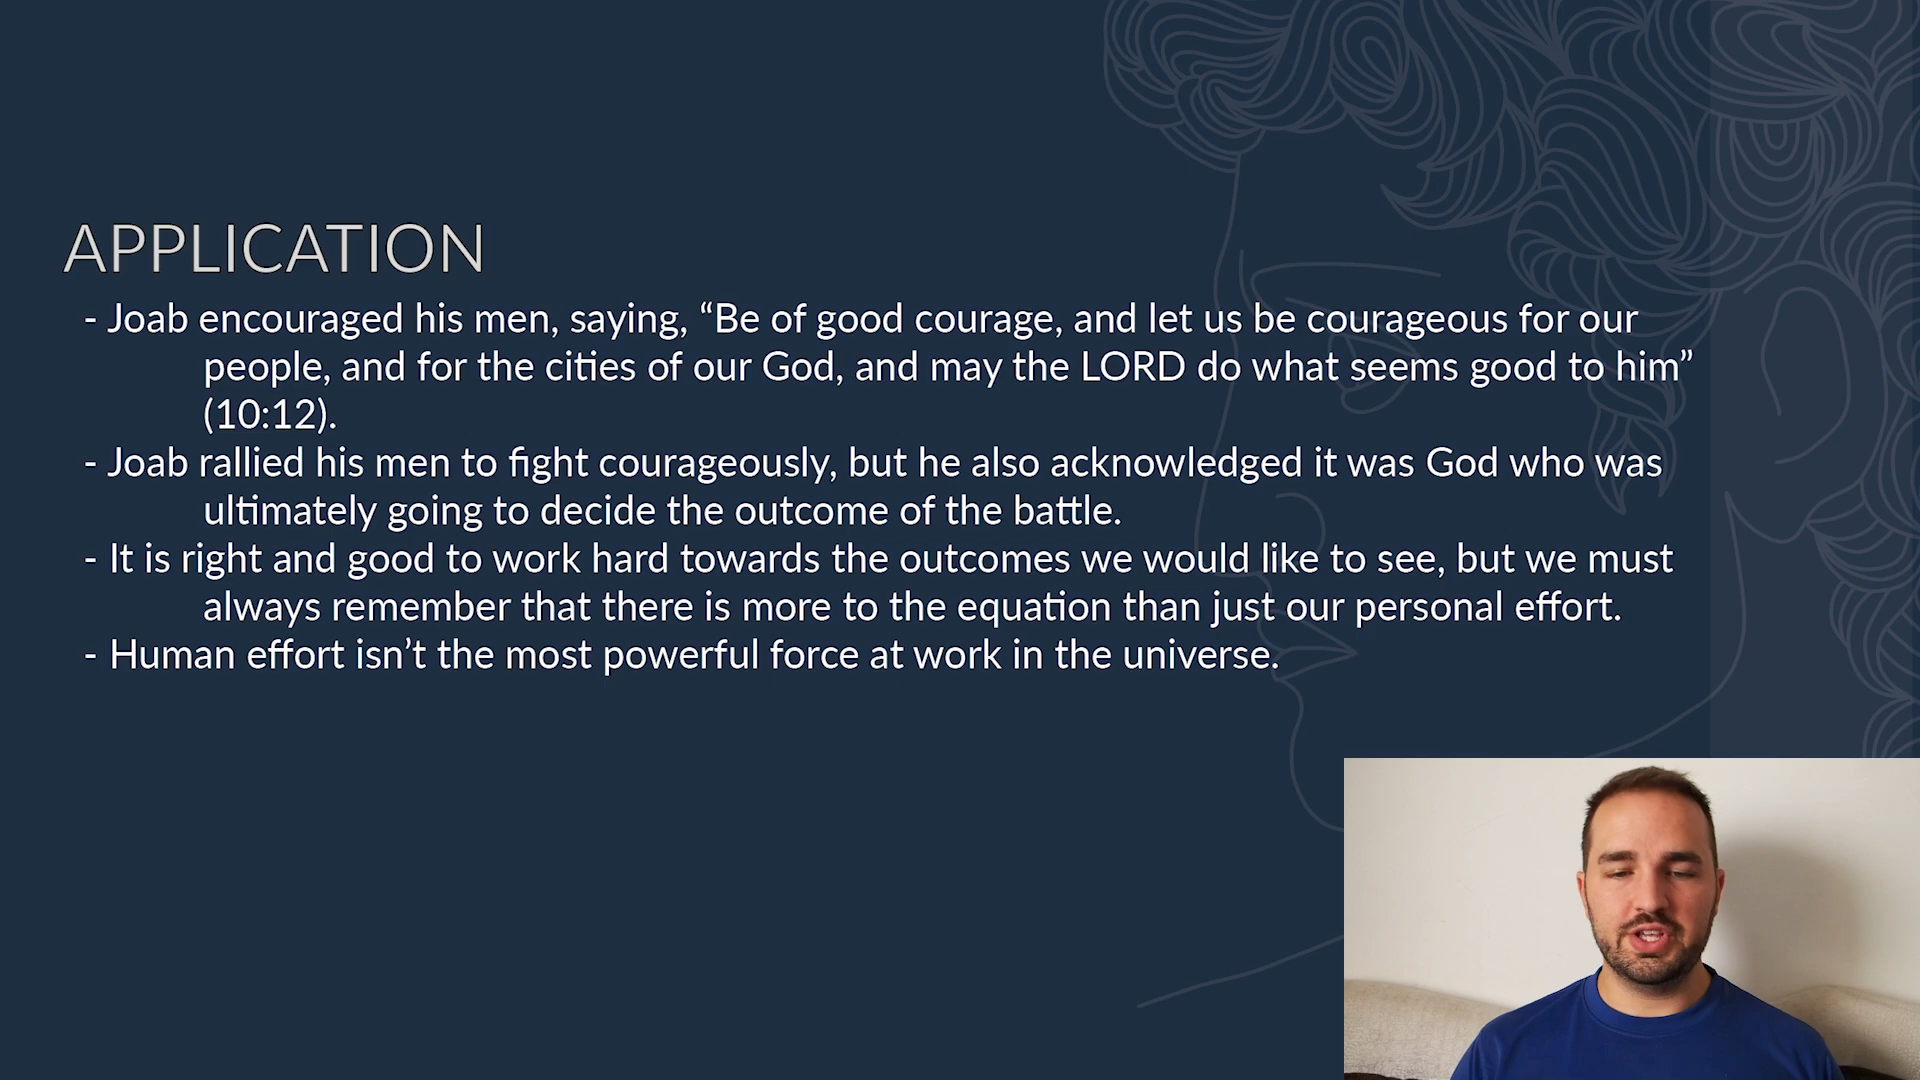 APPLICATION
- Joab encouraged his men, saying, “Be of good courage, and let us be courageous for our
people, and for the cities of our God, and may the LORD do what seems good to him”
(10:12).
- Joab rallied his men to fight courageously, but he also acknowledged it was God who was
ultimately going to decide the outcome of the battle.
- It is right and good to work hard towards the outcomes we would like to see, but we must
always remember that there is more to the equation than just our personal effort.
- Human effort isn’t the most powerful force at work in the universe.